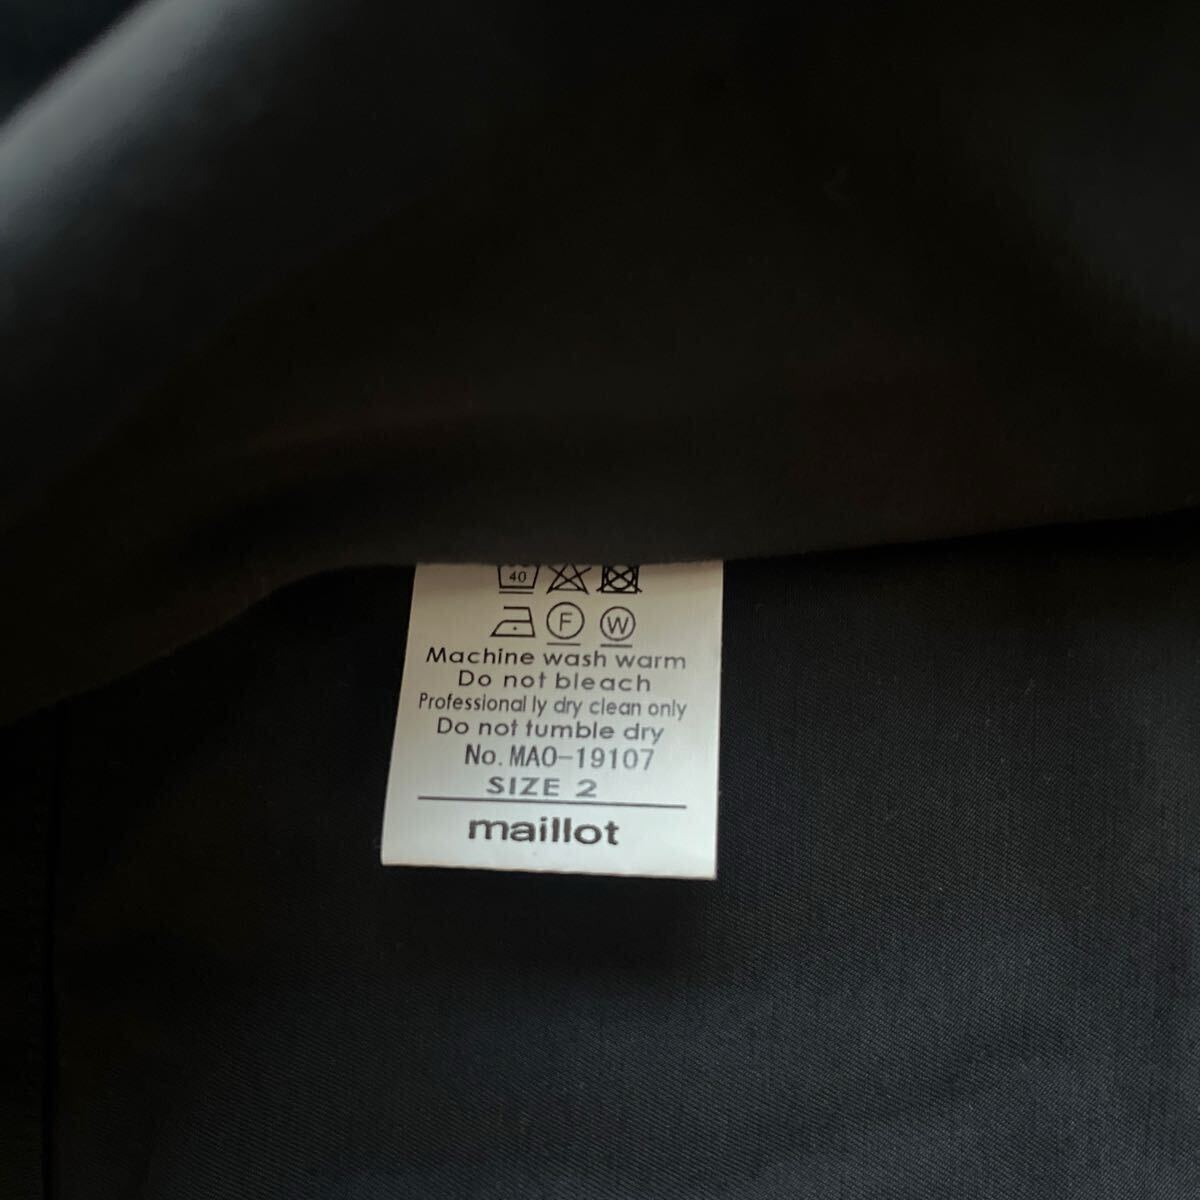 40
F W
Machine wash warm
Do not bleach
Professional ly dry clean only
Do not tumble dry
No. MAO-19107
SIZE 2
maillot